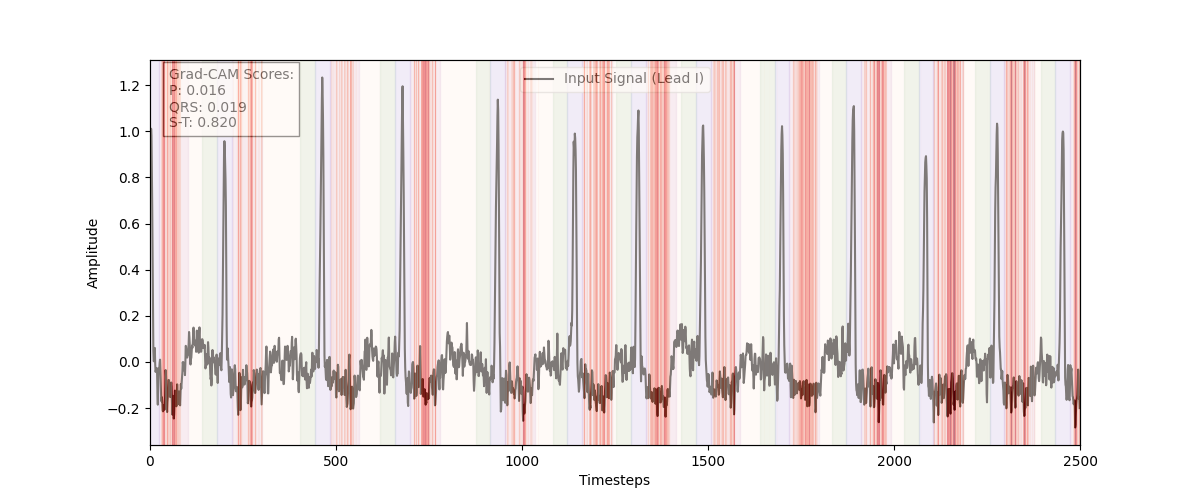 Grad-CAM Scores:
P: 0.016
QRS: 0.019
S-T: 0.820
Input Signal (Lead I)
1.2
1.0
0.8
0.6
0.4
0.2
0.0
−0.2
Amplitude
0
500
1000
1500
2000
2500
Timesteps